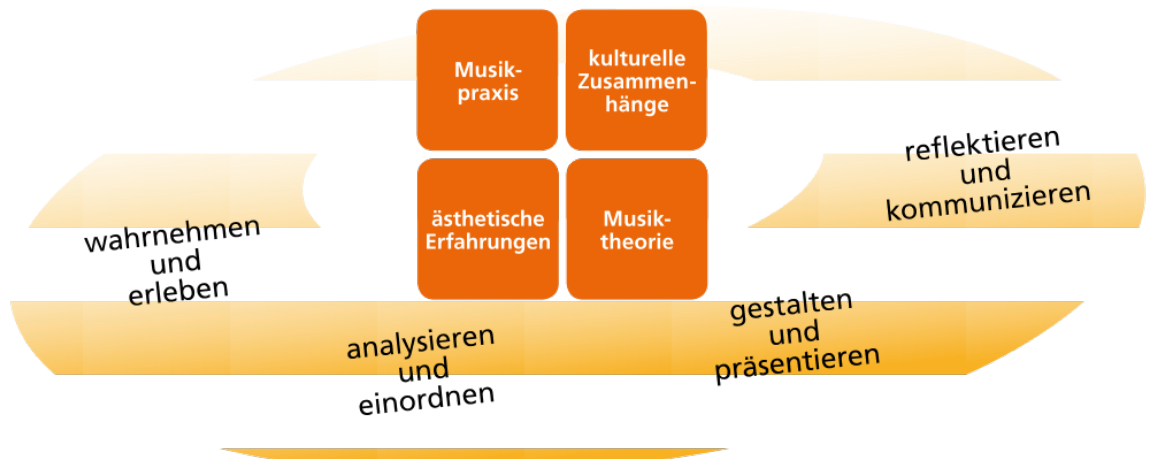 Musik-
praxis
kulturelle
Zusammen-
hänge
ästhetische
Erfahrungen
Musik-
theorie
wahrnehmen
und
erleben
analysieren
und
einordnen
gestalten
und
präsentieren
reflektieren
und
kommunizieren